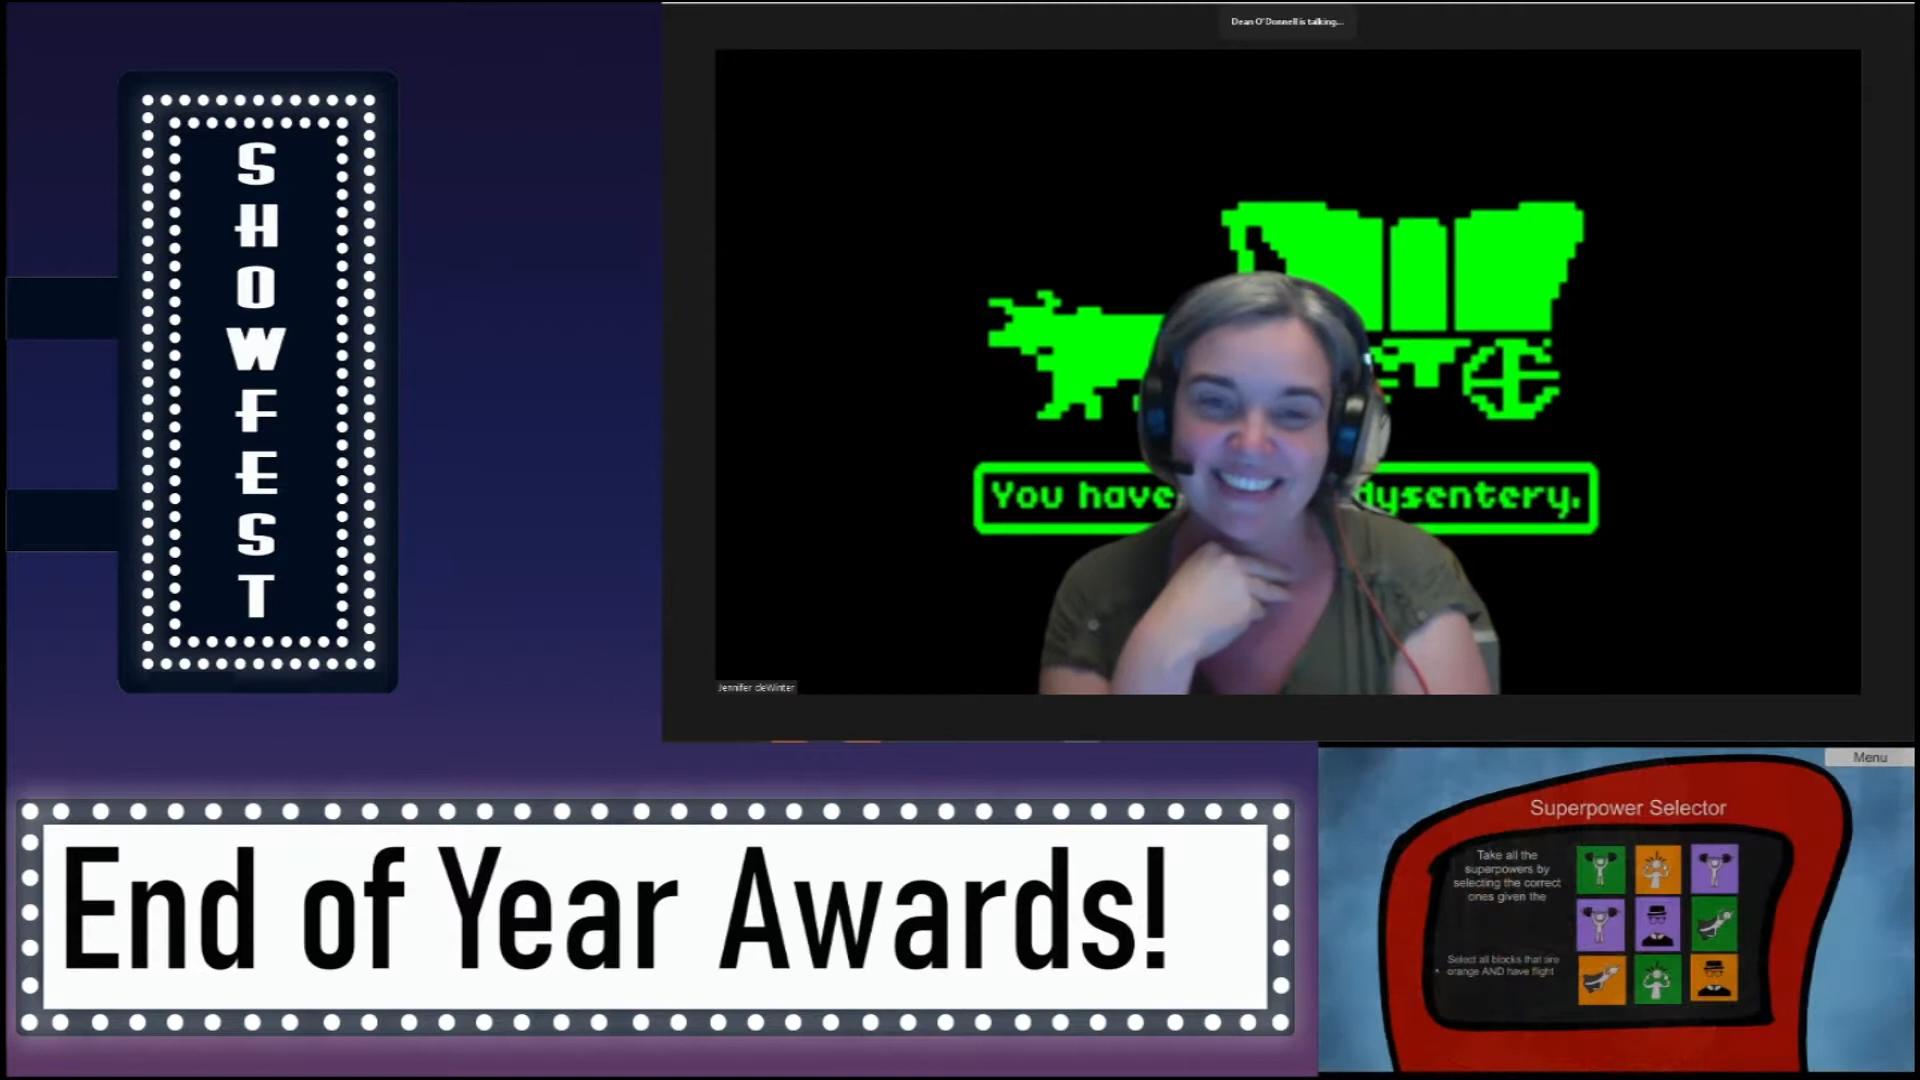 Dean O'Donnell is talking...
SHOWFEST
You have dysentery.
Jennifer deWinter
End of Year Awards!
Menu
Superpower Selector
Take all the
superpowers by
selecting the correct
ones given the
Select all blocks that are
orange AND have flight